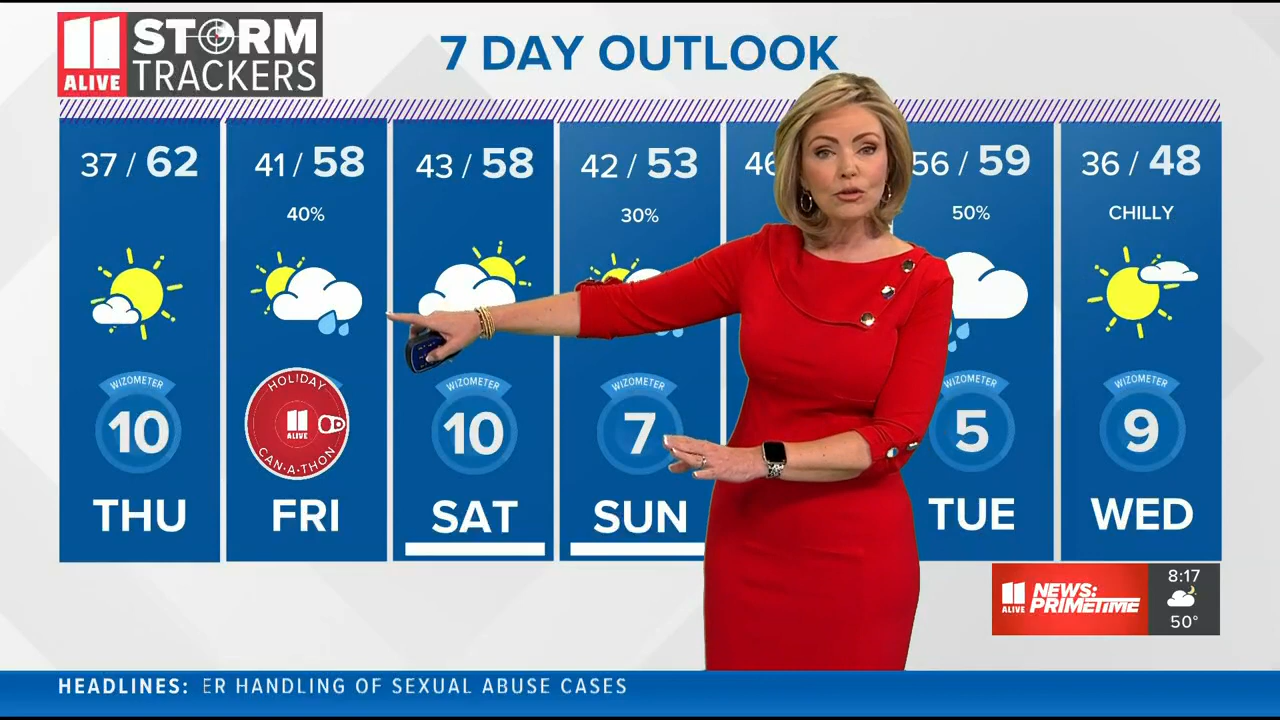 11 ALIVE
STORM
TRACKERS
7 DAY OUTLOOK
37 / 62
41 / 58
43 / 58
42 / 53
46
56 / 59
36 / 48
40%
30%
50%
CHILLY
WIZOMETER
HOLIDAY
WIZOMETER
WIZOMETER
WIZOMETER
WIZOMETER
10
11 ALIVE
10
7
5
9
CAN-A-THON
THU
FRI
SAT
SUN
TUE
WED
11 ALIVE
NEWS:
PRIMETIME
8:17
50°
HEADLINES: ER HANDLING OF SEXUAL ABUSE CASES